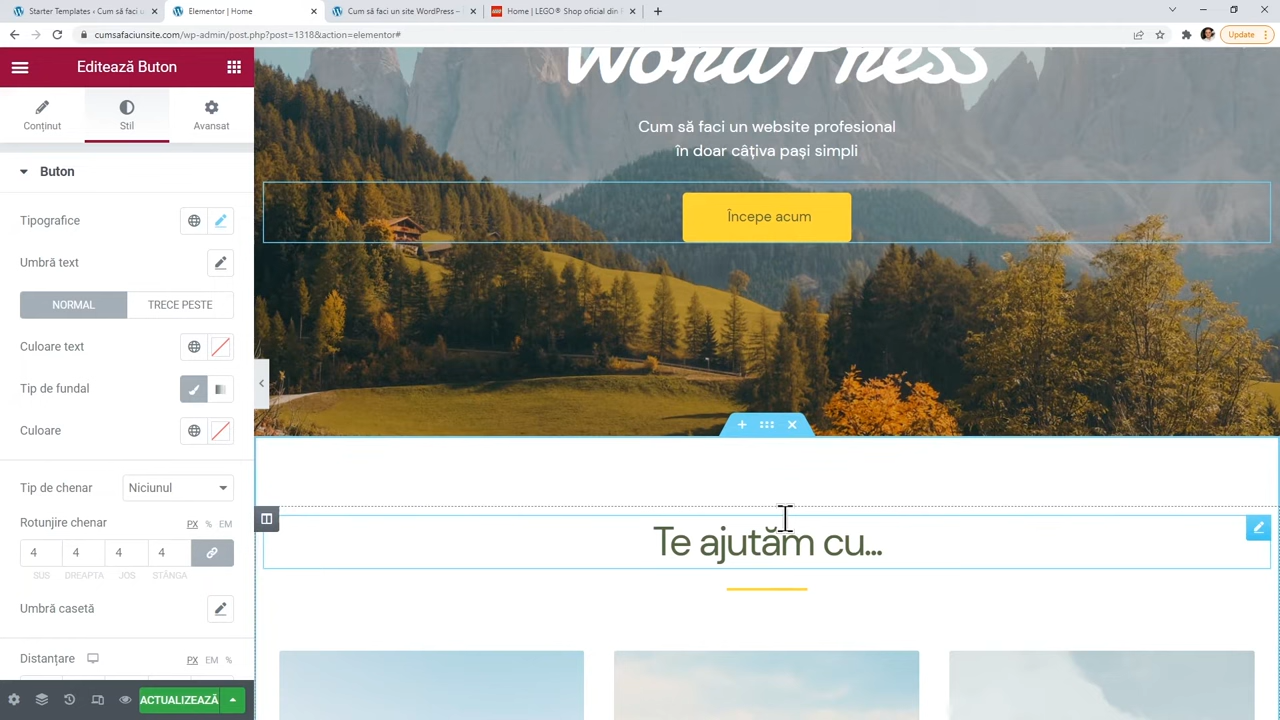 Starter Templates ‹ Cum să faci u
Elementor | Home
Cum să faci un site WordPress –
Home | LEGO® Shop oficial din R
cumsafaciunsite.com/wp-admin/post.php?post=1318&action=elementor#
Update
Editează Buton
Conținut
Stil
Avansat
Buton
Tipografice
Umbră text
NORMAL
TRECE PESTE
Culoare text
Tip de fundal
Culoare
Tip de chenar
Niciunul
Rotunjire chenar
PX % EM
4 4 4 4
SUS DREAPTA JOS STÂNGA
Umbră casetă
Distanțare
PX EM %
ACTUALIZEAZĂ
WordPress
Cum să faci un website profesional
în doar câțiva pași simpli
Începe acum
Te ajutăm cu...